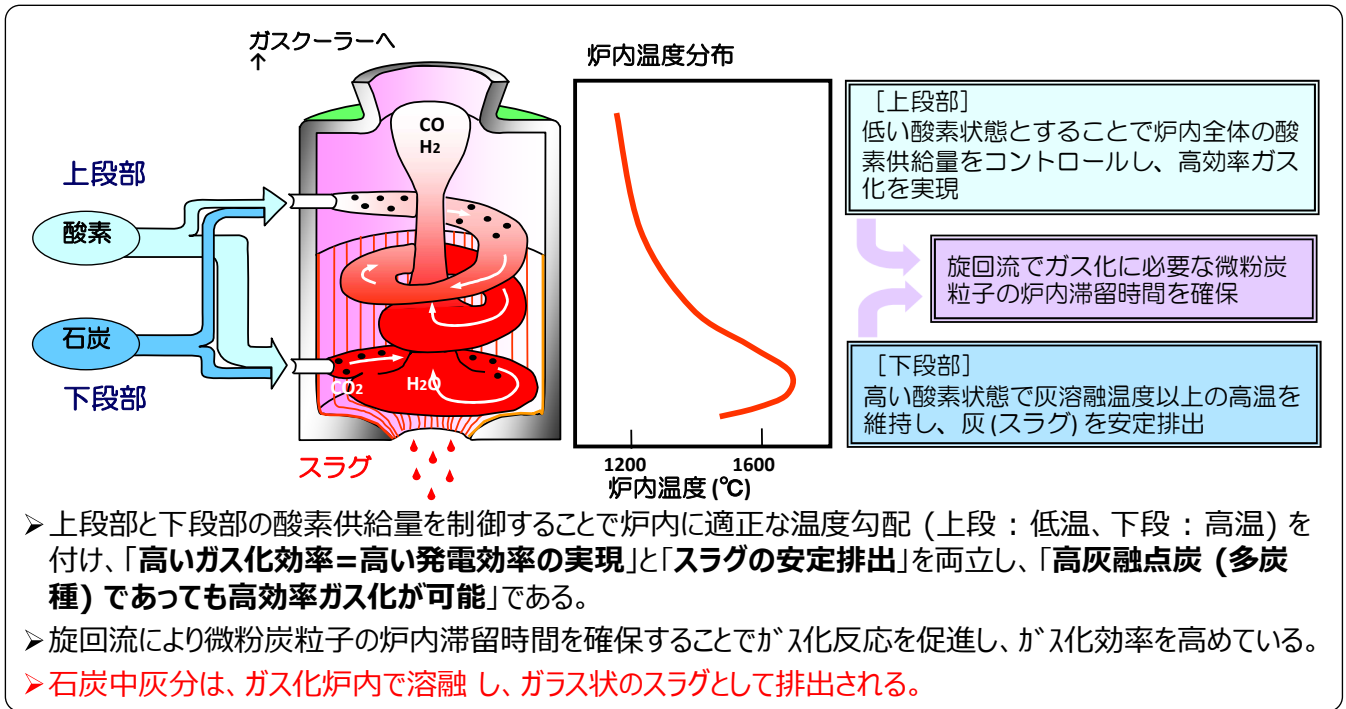 ガスクーラーへ
↑
炉内温度分布
上段部
酸素
石炭
下段部
CO
H2
CO2
H2O
スラグ
1200
1600
炉内温度 (℃)
[上段部]
低い酸素状態とすることで炉内全体の酸
素供給量をコントロールし、高効率ガス
化を実現
旋回流でガス化に必要な微粉炭
粒子の炉内滞留時間を確保
[下段部]
高い酸素状態で灰溶融温度以上の高温を
維持し、灰(スラグ)を安定排出
➢上段部と下段部の酸素供給量を制御することで炉内に適正な温度勾配 (上段:低温、下段:高温) を
付け、「高いガス化効率=高い発電効率の実現」と「スラグの安定排出」を両立し、「高灰融点炭 (多炭
種) であっても高効率ガス化が可能」である。
➢旋回流により微粉炭粒子の炉内滞留時間を確保することでガス化反応を促進し、ガス化効率を高めている。
➢石炭中灰分は、ガス化炉内で溶融 し、ガラス状のスラグとして排出される。